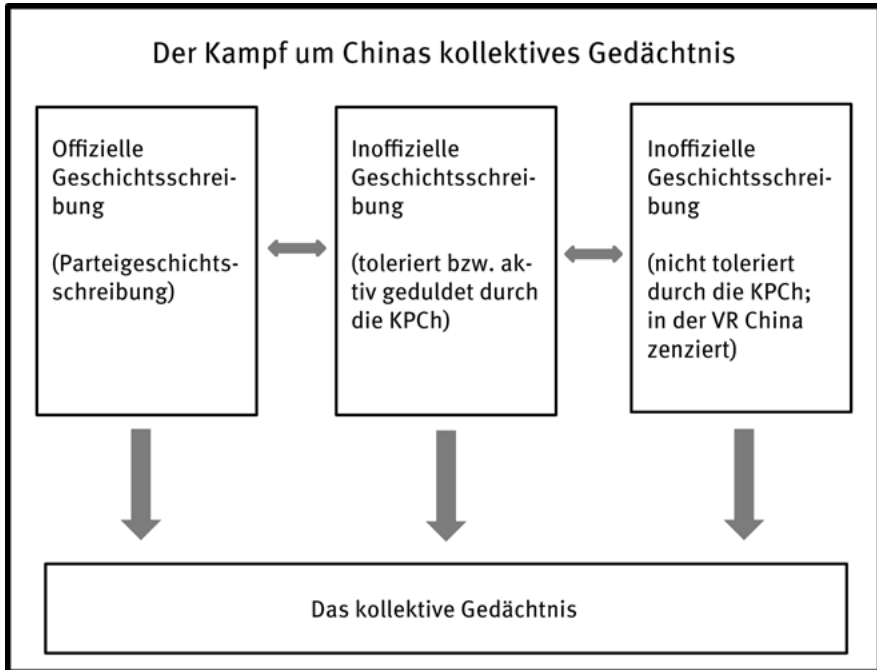 Der Kampf um Chinas kollektives Gedächtnis
Offizielle
Geschichtsschrei-
bung
(Parteigeschichts-
schreibung)
Inoffizielle
Geschichtsschrei-
bung
(toleriert bzw. ak-
tiv geduldet durch
die KPCh)
Inoffizielle
Geschichtsschrei-
bung
(nicht toleriert
durch die KPCh;
in der VR China
zenziert)
Das kollektive Gedächtnis